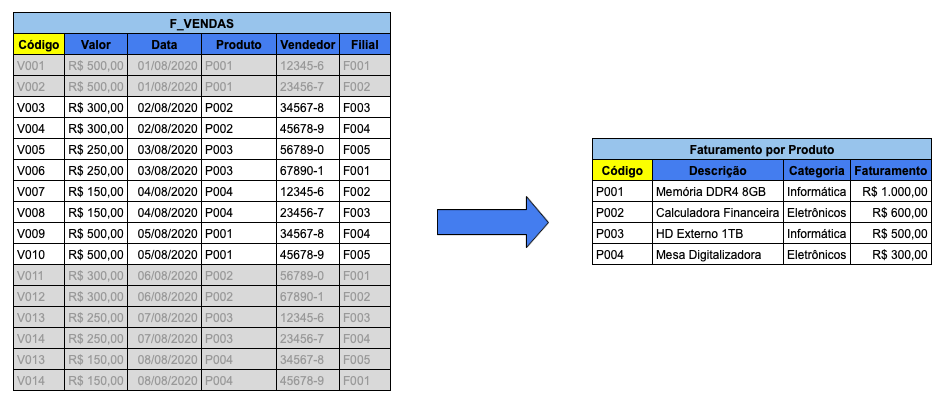 F_VENDAS
Código Valor Data Produto Vendedor Filial
V001 R$ 500,00 01/08/2020 P001 12345-6 F001
V002 R$ 500,00 01/08/2020 P001 23456-7 F002
V003 R$ 300,00 02/08/2020 P002 34567-8 F003
V004 R$ 300,00 02/08/2020 P002 45678-9 F004
V005 R$ 250,00 03/08/2020 P003 56789-0 F005
V006 R$ 250,00 03/08/2020 P003 67890-1 F001
V007 R$ 150,00 04/08/2020 P004 12345-6 F002
V008 R$ 150,00 04/08/2020 P004 23456-7 F003
V009 R$ 500,00 05/08/2020 P001 34567-8 F004
V010 R$ 500,00 05/08/2020 P001 45678-9 F005
V011 R$ 300,00 06/08/2020 P002 56789-0 F001
V012 R$ 300,00 06/08/2020 P002 67890-1 F002
V013 R$ 250,00 07/08/2020 P003 12345-6 F003
V014 R$ 250,00 07/08/2020 P003 23456-7 F004
V013 R$ 150,00 08/08/2020 P004 34567-8 F005
V014 R$ 150,00 08/08/2020 P004 45678-9 F001
Faturamento por Produto
Código Descrição Categoria Faturamento
P001 Memória DDR4 8GB Informática R$ 1.000,00
P002 Calculadora Financeira Eletrônicos R$ 600,00
P003 HD Externo 1TB Informática R$ 500,00
P004 Mesa Digitalizadora Eletrônicos R$ 300,00